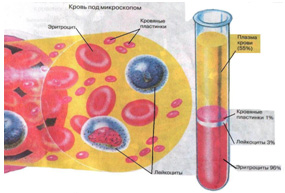 Кровь под микроскопом
Эритроцит
Кровяные
пластинки
Лейкоциты
Плазма
крови
(55%)
Кровяные
пластинки 1%
Лейкоциты 3%
Эритроциты 96%